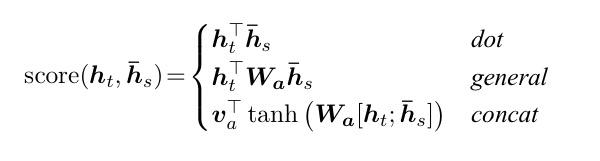 h_t^⊤ h̄_s dot
score(h_t, h̄_s) = { h_t^⊤ W_a h̄_s general
v_a^⊤ tanh (W_a[h_t; h̄_s]) concat